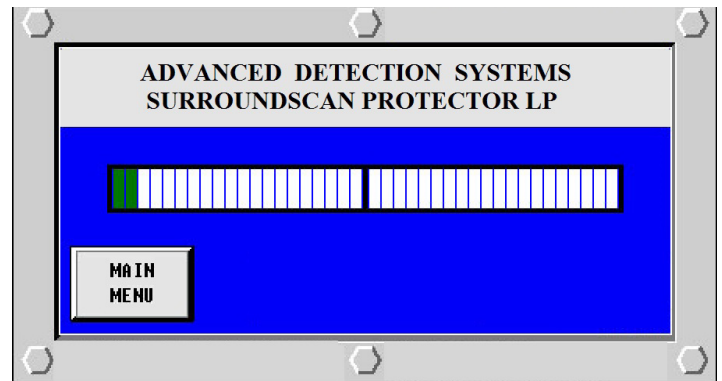 ADVANCED DETECTION SYSTEMS
SURROUNDSCAN PROTECTOR LP
MAIN
MENU